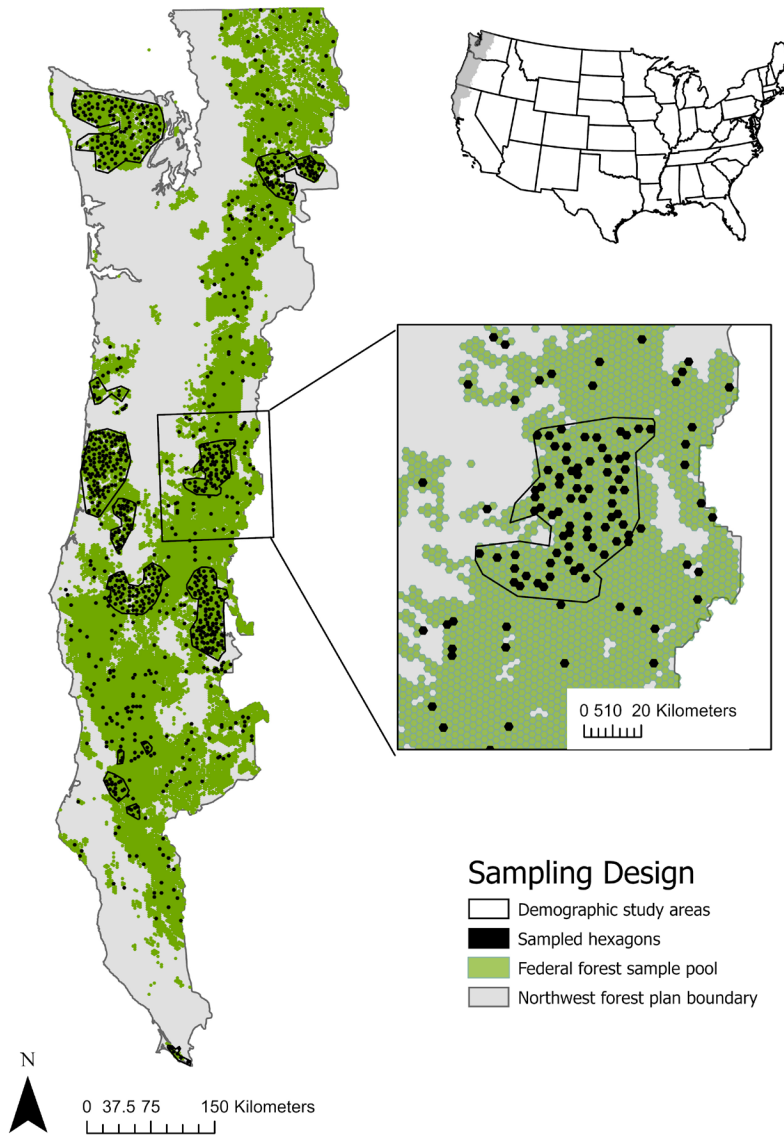 0 510 20 Kilometers
Sampling Design
Demographic study areas
Sampled hexagons
Federal forest sample pool
Northwest forest plan boundary
N
0 37.5 75 150 Kilometers